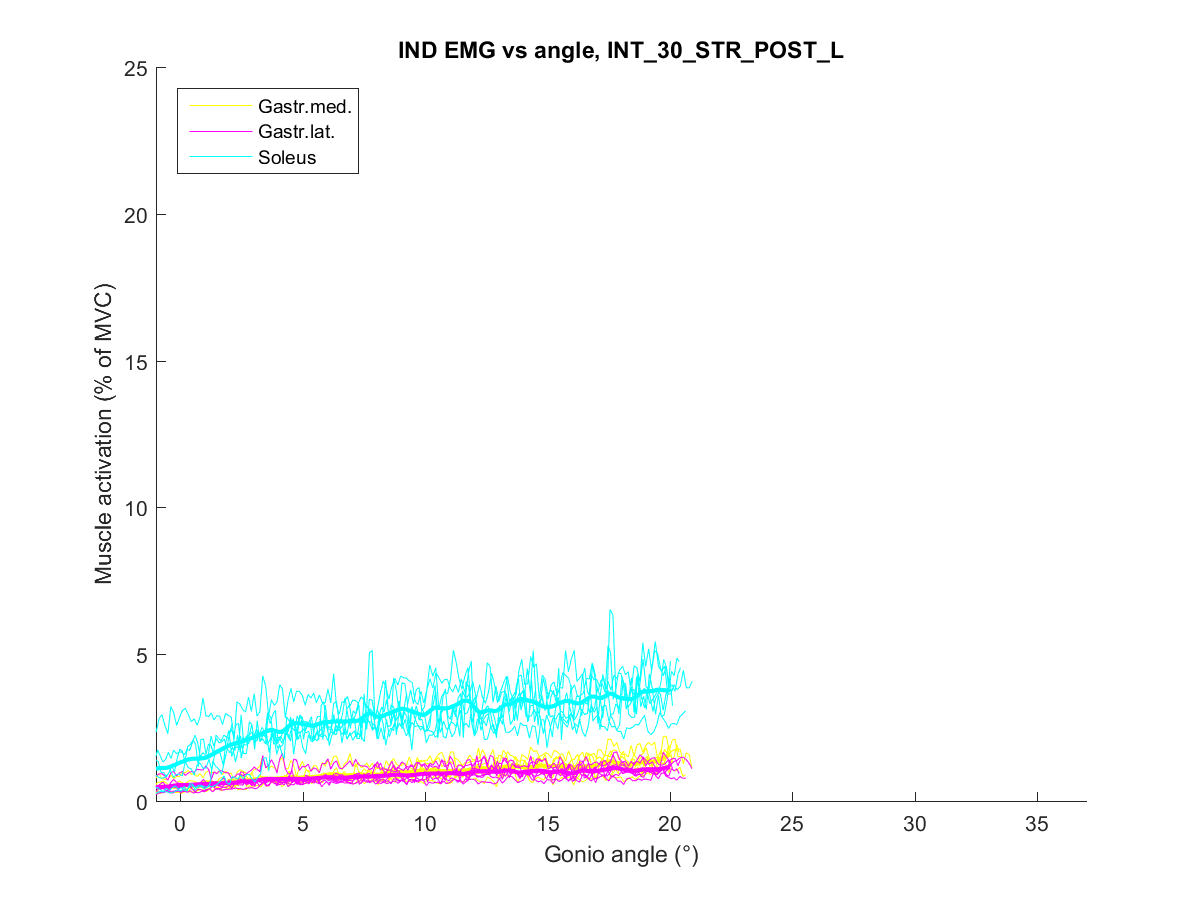 IND EMG vs angle, INT_30_STR_POST_L
25
20
15
10
5
0
Muscle activation (% of MVC)
Gastr.med.
Gastr.lat.
Soleus
0 5 10 15 20 25 30 35
Gonio angle (°)